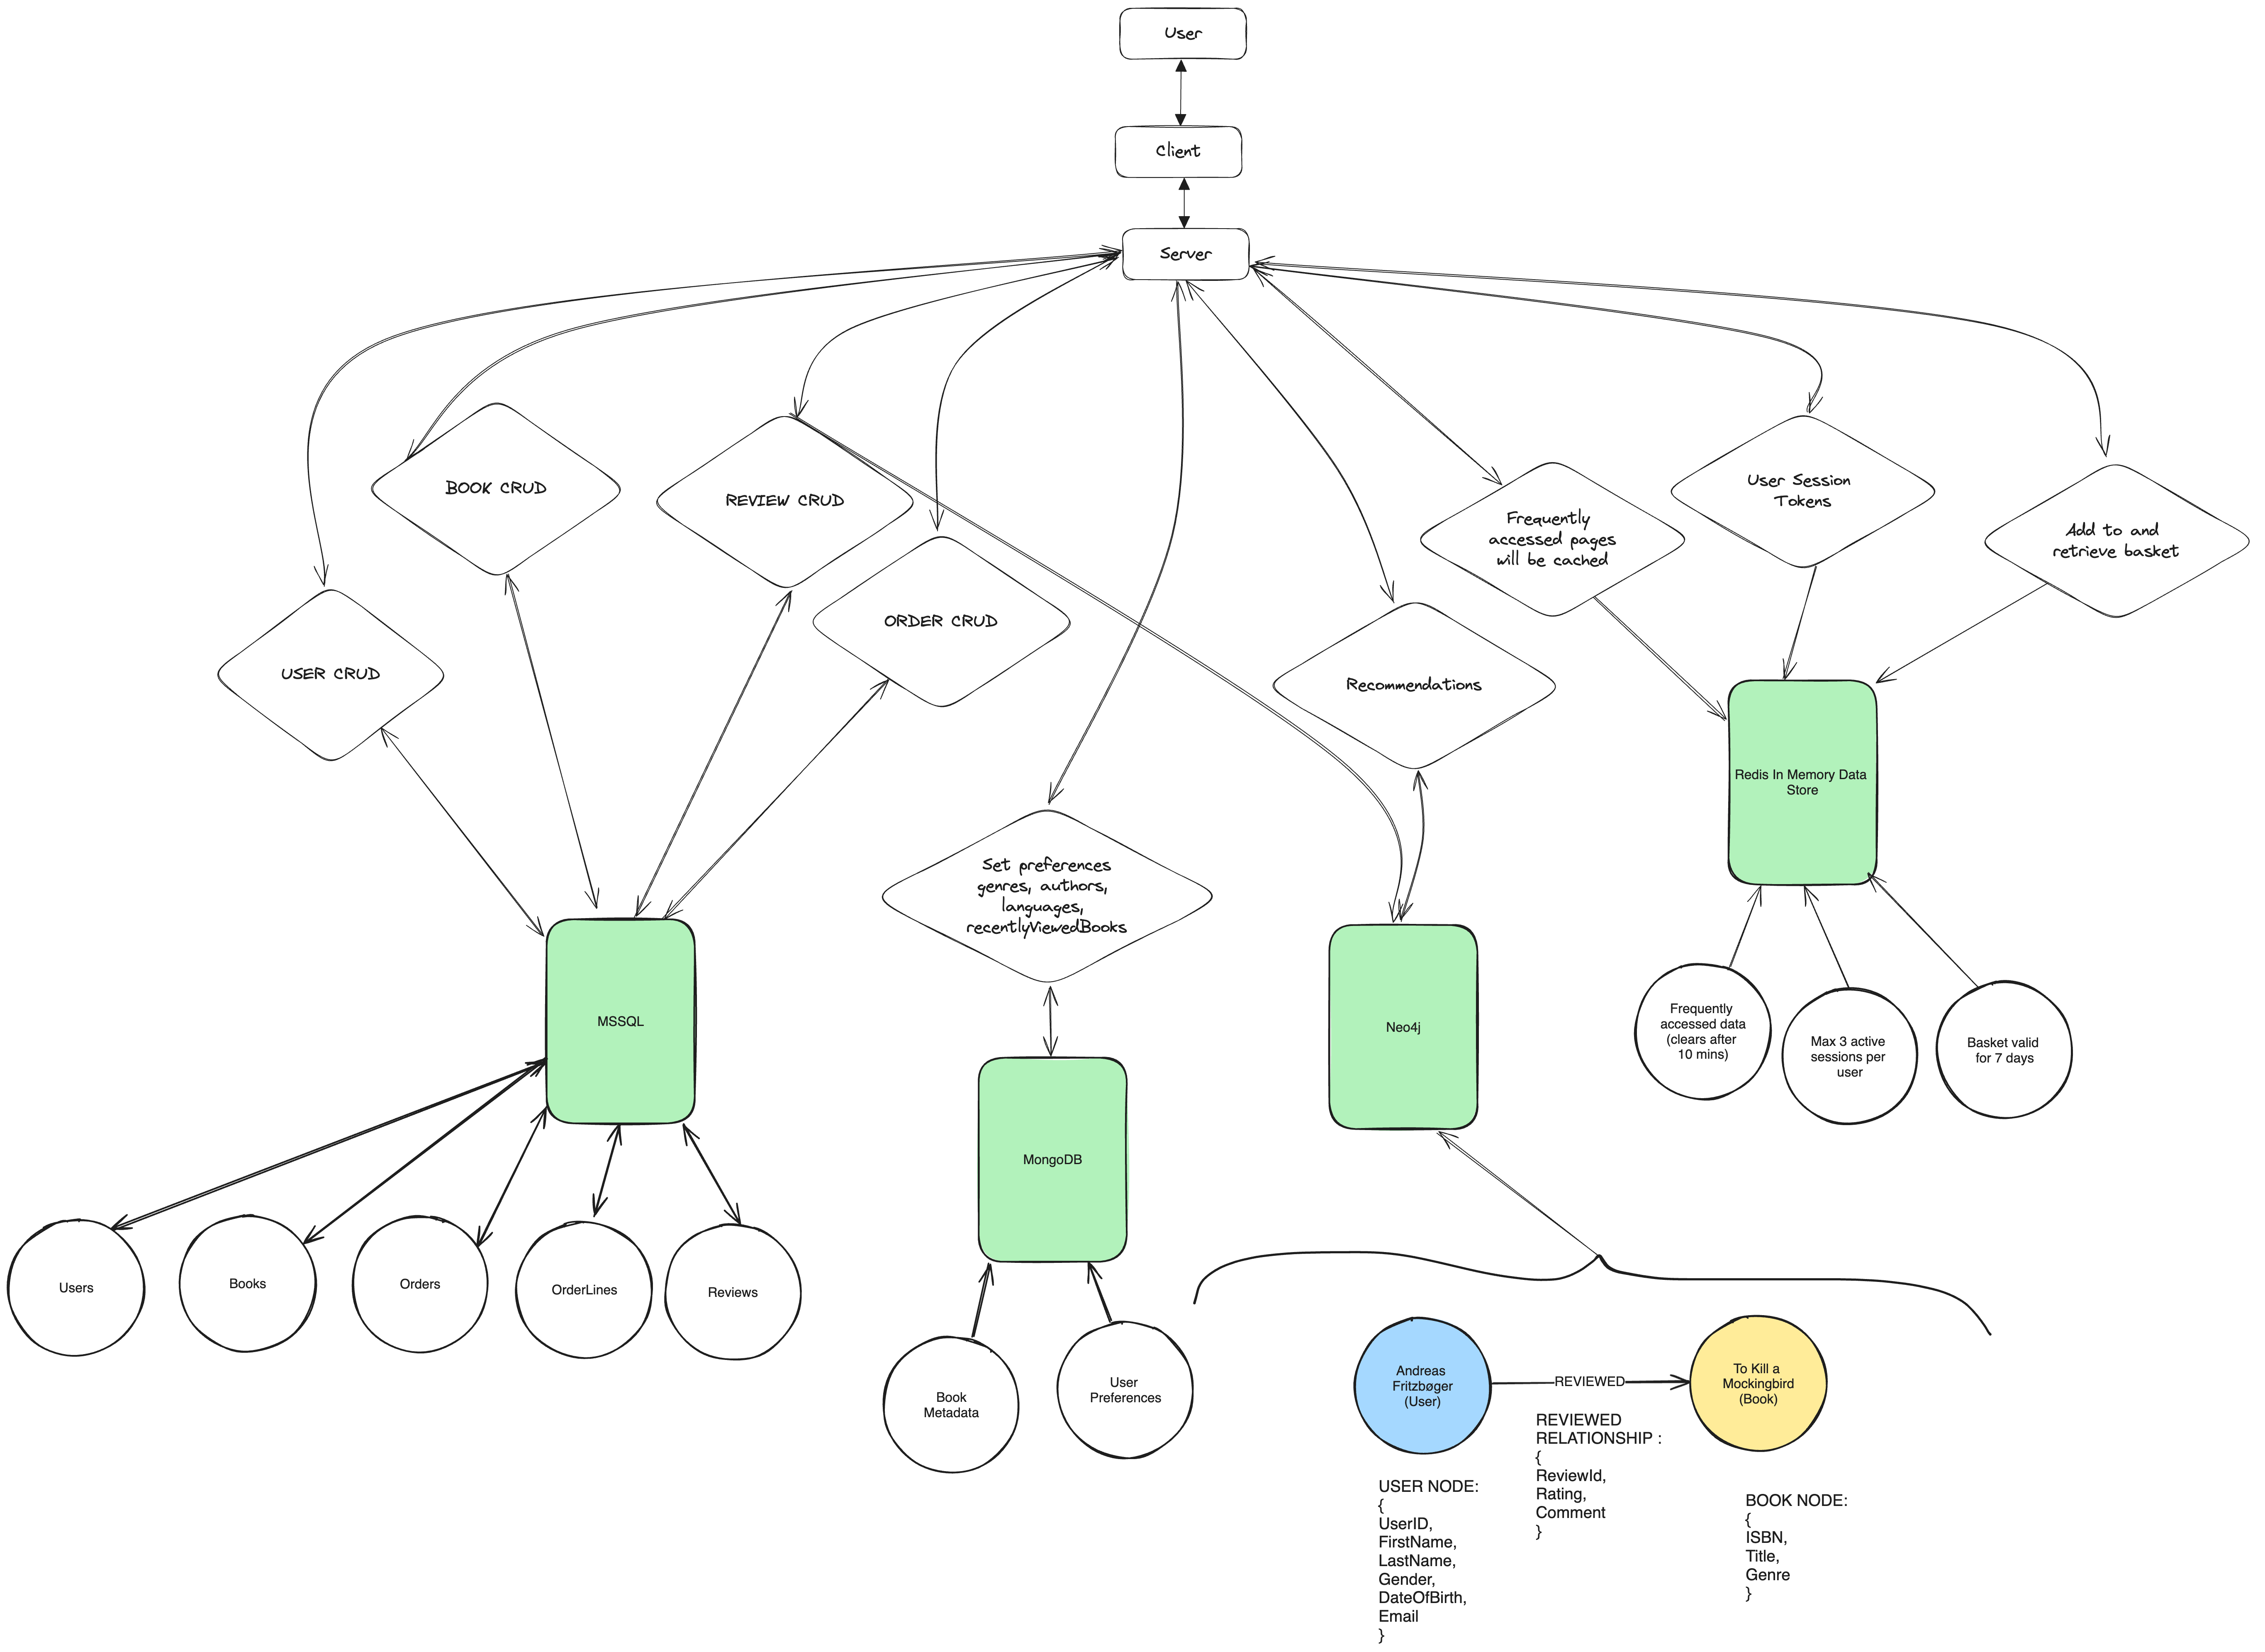 User
Client
Server
BOOK CRUD
REVIEW CRUD
User Session
Tokens
Frequently
accessed pages
will be cached
Add to and
retrieve basket
ORDER CRUD
USER CRUD
Recommendations
Redis In Memory Data
Store
Set preferences
genres, authors,
languages,
recentlyViewedBooks
MSSQL
Neo4j
Frequently
accessed data
(clears after
10 mins)
Max 3 active
sessions per
user
Basket valid
for 7 days
MongoDB
Users
Books
Orders
OrderLines
Reviews
Book
Metadata
User
Preferences
Andreas
Fritzbøger
(User)
REVIEWED
To Kill a
Mockingbird
(Book)
REVIEWED
RELATIONSHIP :
{
ReviewId,
Rating,
Comment
}
USER NODE:
{
UserID,
FirstName,
LastName,
Gender,
DateOfBirth,
Email
}
BOOK NODE:
{
ISBN,
Title,
Genre
}